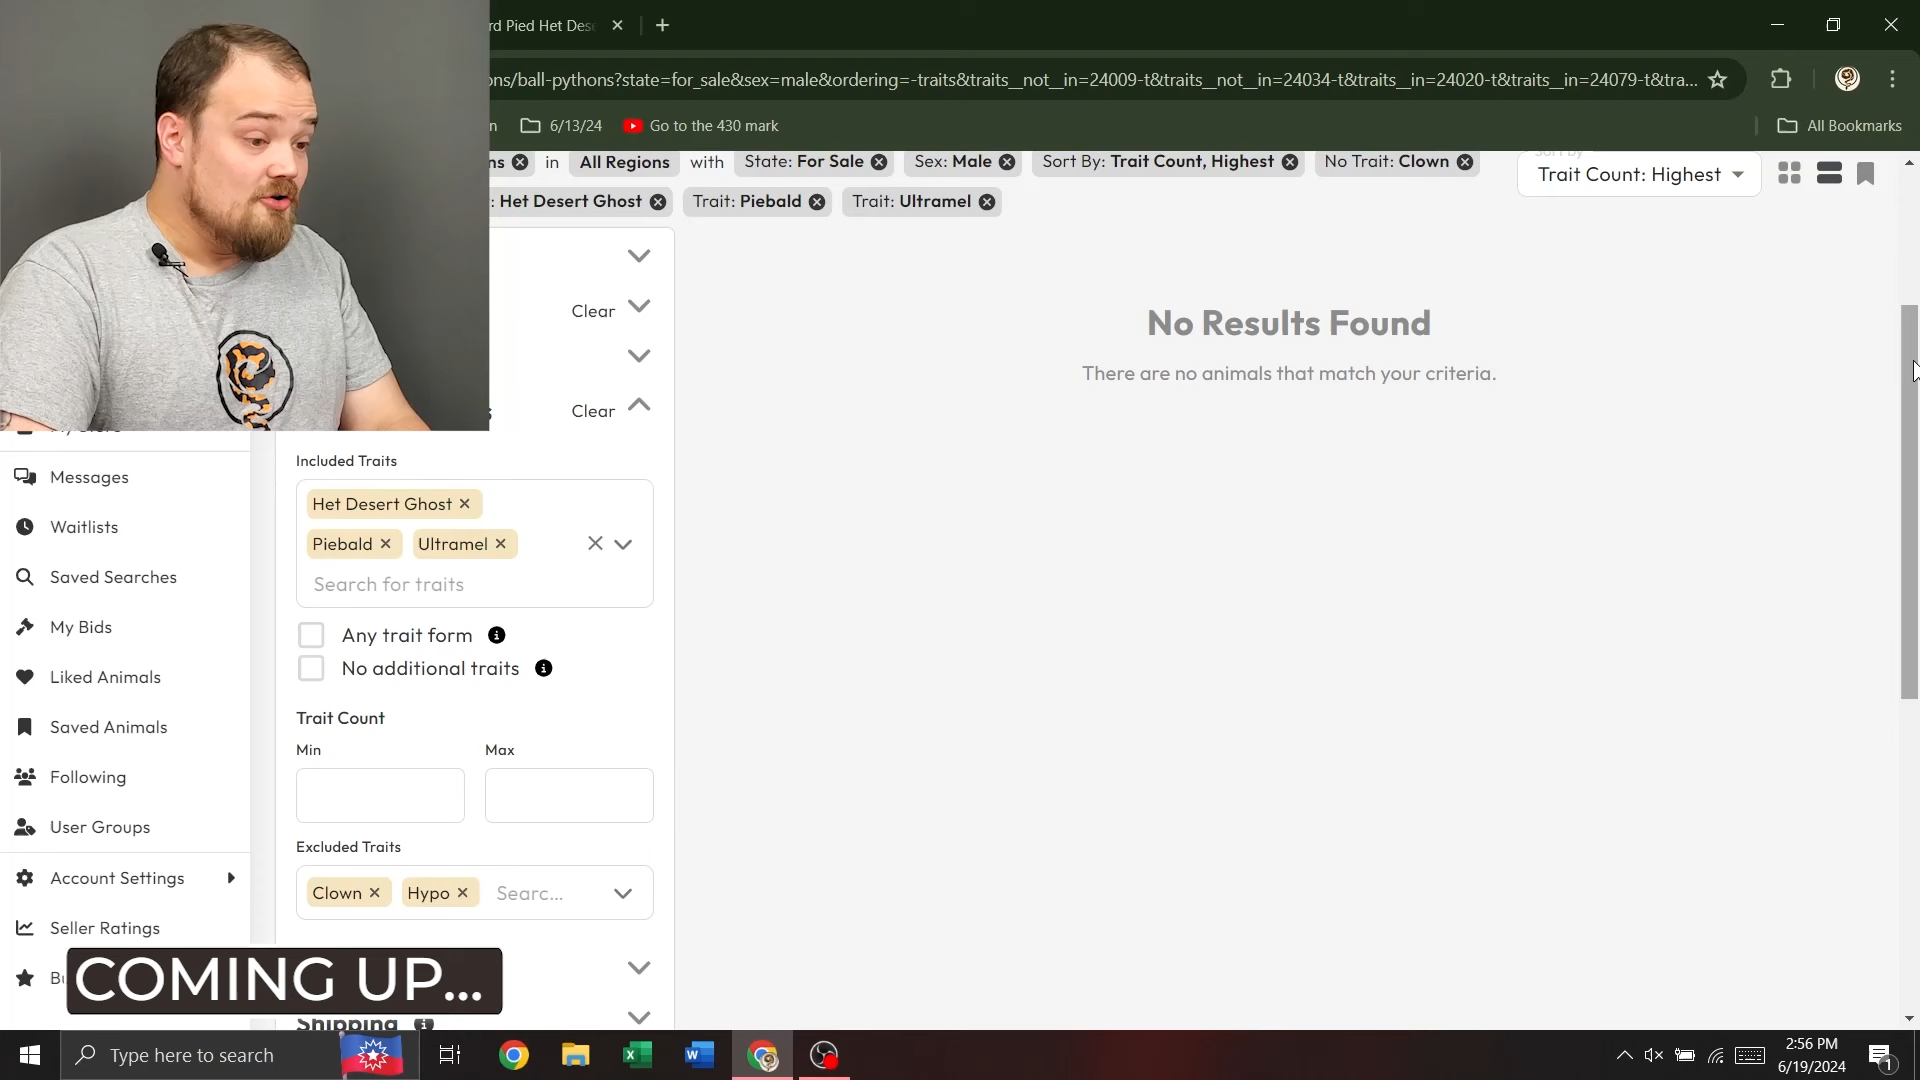 rd Pied Het Des
ons/ball-pythons?state=for_sale&sex=male&ordering=-traits&traits__not_in=24009-t&traits__not_in=24034-t&traits__in=24020-t&traits__in=24079-t&tra...
6/13/24
Go to the 430 mark
All Bookmarks
ns in All Regions with State: For Sale Sex: Male Sort By: Trait Count, Highest No Trait: Clown
Sort By
Trait Count: Highest
: Het Desert Ghost Trait: Piebald Trait: Ultramel
No Results Found
There are no animals that match your criteria.
Clear
Clear
Included Traits
Het Desert Ghost
Piebald Ultramel
Search for traits
Any trait form
No additional traits
Trait Count
Min Max
Excluded Traits
Clown Hypo Searc...
Shipping
Messages
Waitlists
Saved Searches
My Bids
Liked Animals
Saved Animals
Following
User Groups
Account Settings
Seller Ratings
COMING UP...
Type here to search
2:56 PM
6/19/2024
1